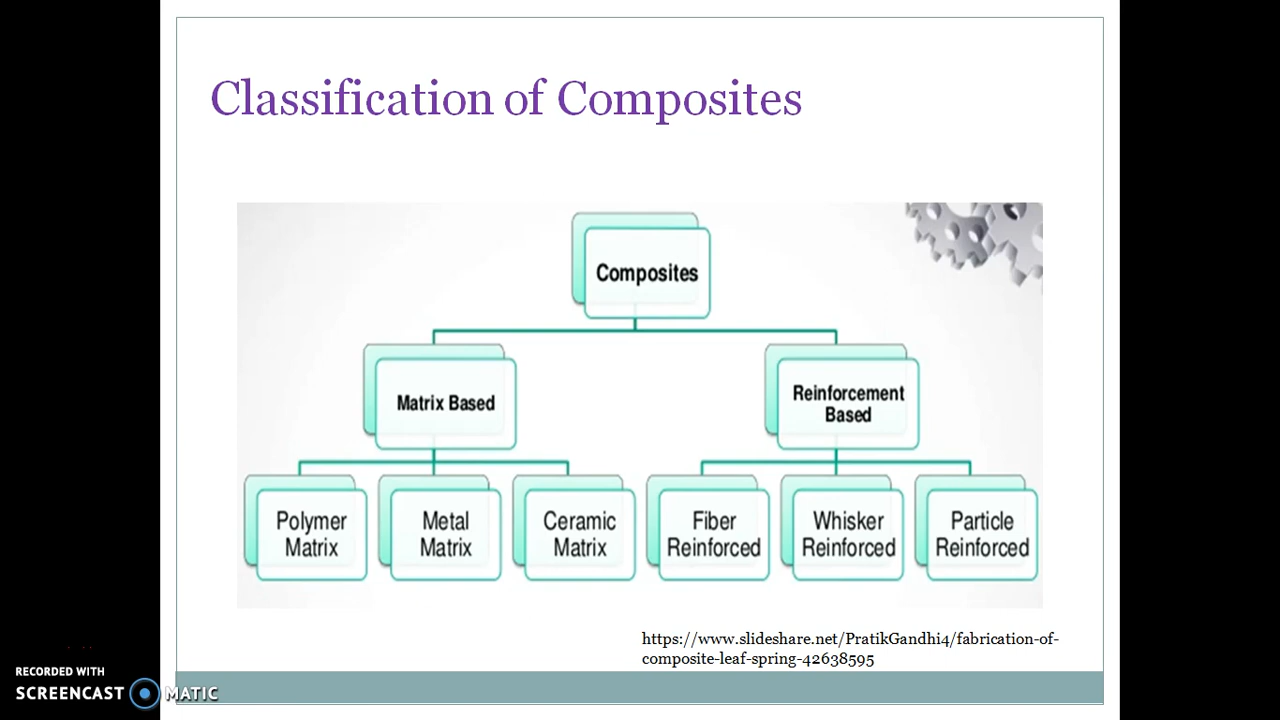 Classification of Composites
Composites
Matrix Based
Reinforcement
Based
Polymer
Matrix
Metal
Matrix
Ceramic
Matrix
Fiber
Reinforced
Whisker
Reinforced
Particle
Reinforced
https://www.slideshare.net/PratikGandhi4/fabrication-of-
composite-leaf-spring-42638595
RECORDED WITH
SCREENCAST MATIC